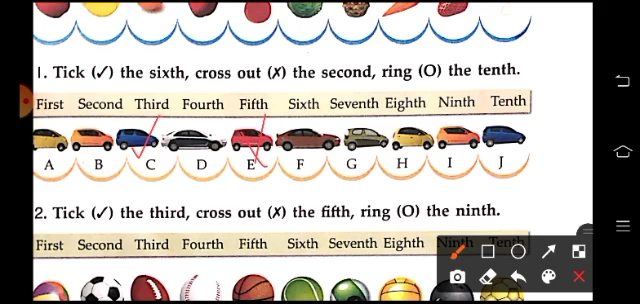 1. Tick (✓) the sixth, cross out (✗) the second, ring (O) the tenth.
First Second Third Fourth Fifth Sixth Seventh Eighth Ninth Tenth
A B C D E F G H I J
2. Tick (✓) the third, cross out (✗) the fifth, ring (O) the ninth.
First Second Third Fourth Fifth Sixth Seventh Eighth Ninth Tenth